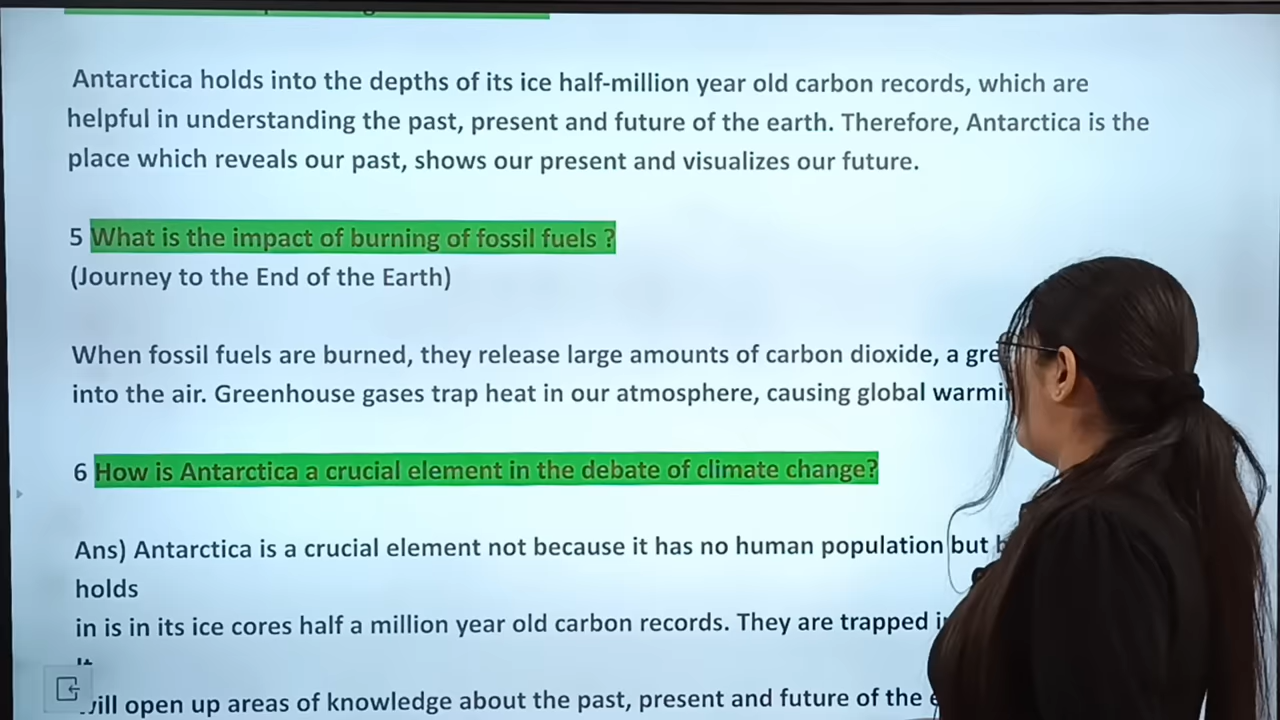 Antarctica holds into the depths of its ice half-million year old carbon records, which are
helpful in understanding the past, present and future of the earth. Therefore, Antarctica is the
place which reveals our past, shows our present and visualizes our future.
5 What is the impact of burning of fossil fuels ?
(Journey to the End of the Earth)
When fossil fuels are burned, they release large amounts of carbon dioxide, a
into the air. Greenhouse gases trap heat in our atmosphere, causing global
6 How is Antarctica a crucial element in the debate of climate change?
Ans) Antarctica is a crucial element not because it has no human population but
holds
in is in its ice cores half a million year old carbon records. They are trapped
will open up areas of knowledge about the past, present and future of the